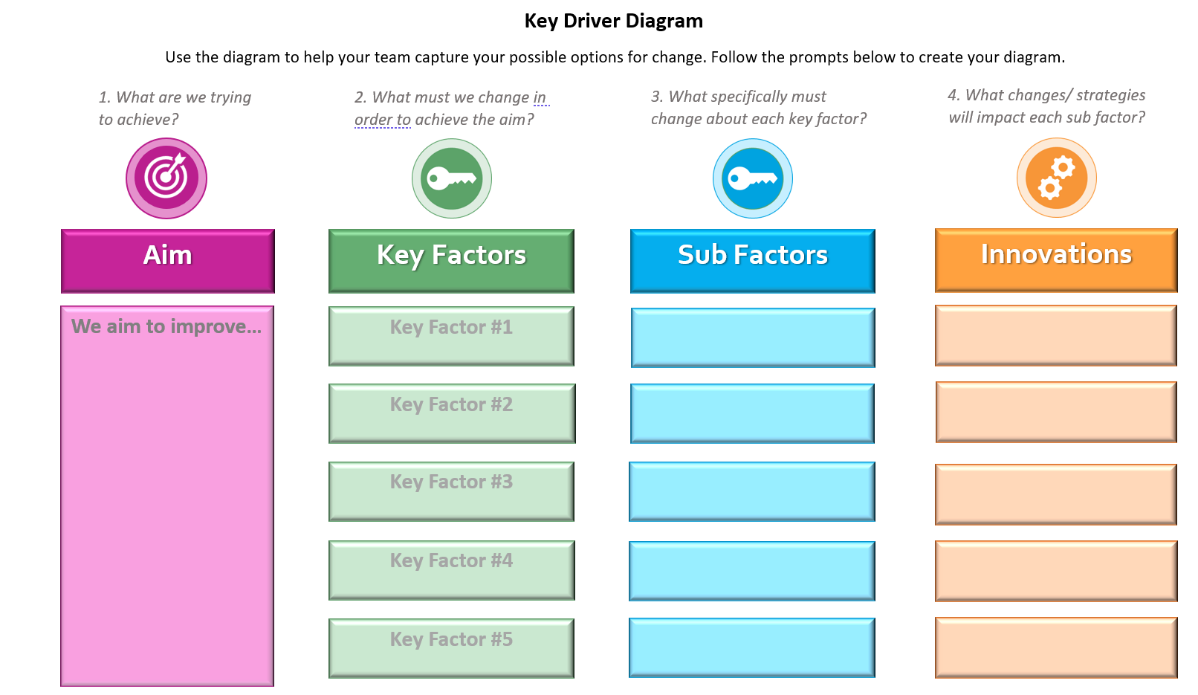 Key Driver Diagram
Use the diagram to help your team capture your possible options for change. Follow the prompts below to create your diagram.
1. What are we trying
to achieve?
2. What must we change in
order to achieve the aim?
3. What specifically must
change about each key factor?
4. What changes/ strategies
will impact each sub factor?
Aim
Key Factors
Sub Factors
Innovations
We aim to improve...
Key Factor #1
Key Factor #2
Key Factor #3
Key Factor #4
Key Factor #5